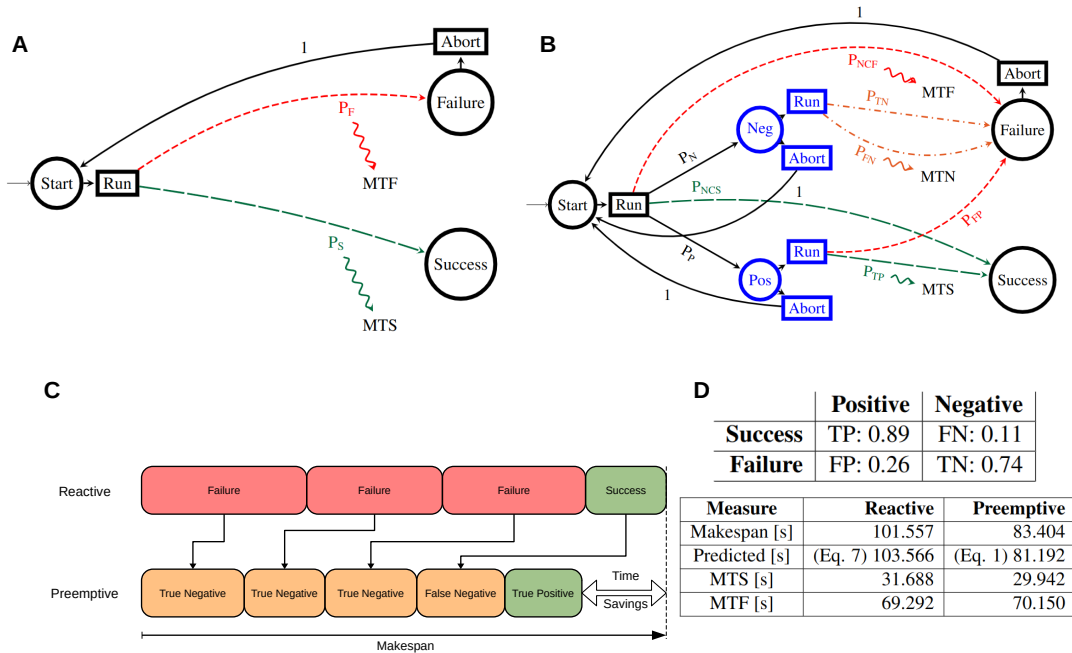 A
1
Abort
Failure
P_F
MTF
Start
Run
P_S
MTS
Success
B
1
Abort
P_NCF
MTF
Run
P_TN
Neg
Failure
P_FN
MTN
Abort
P_N
P_NCS
1
Start
Run
P_FP
P_P
Run
Pos
P_TP
MTS
Success
1
Abort
C
Reactive
Failure
Failure
Failure
Success
Preemptive
True Negative
True Negative
True Negative
False Negative
True Positive
Time
Savings
Makespan
D
Positive Negative
Success TP: 0.89 FN: 0.11
Failure FP: 0.26 TN: 0.74
Measure Reactive Preemptive
Makespan [s] 101.557 83.404
Predicted [s] (Eq. 7) 103.566 (Eq. 1) 81.192
MTS [s] 31.688 29.942
MTF [s] 69.292 70.150